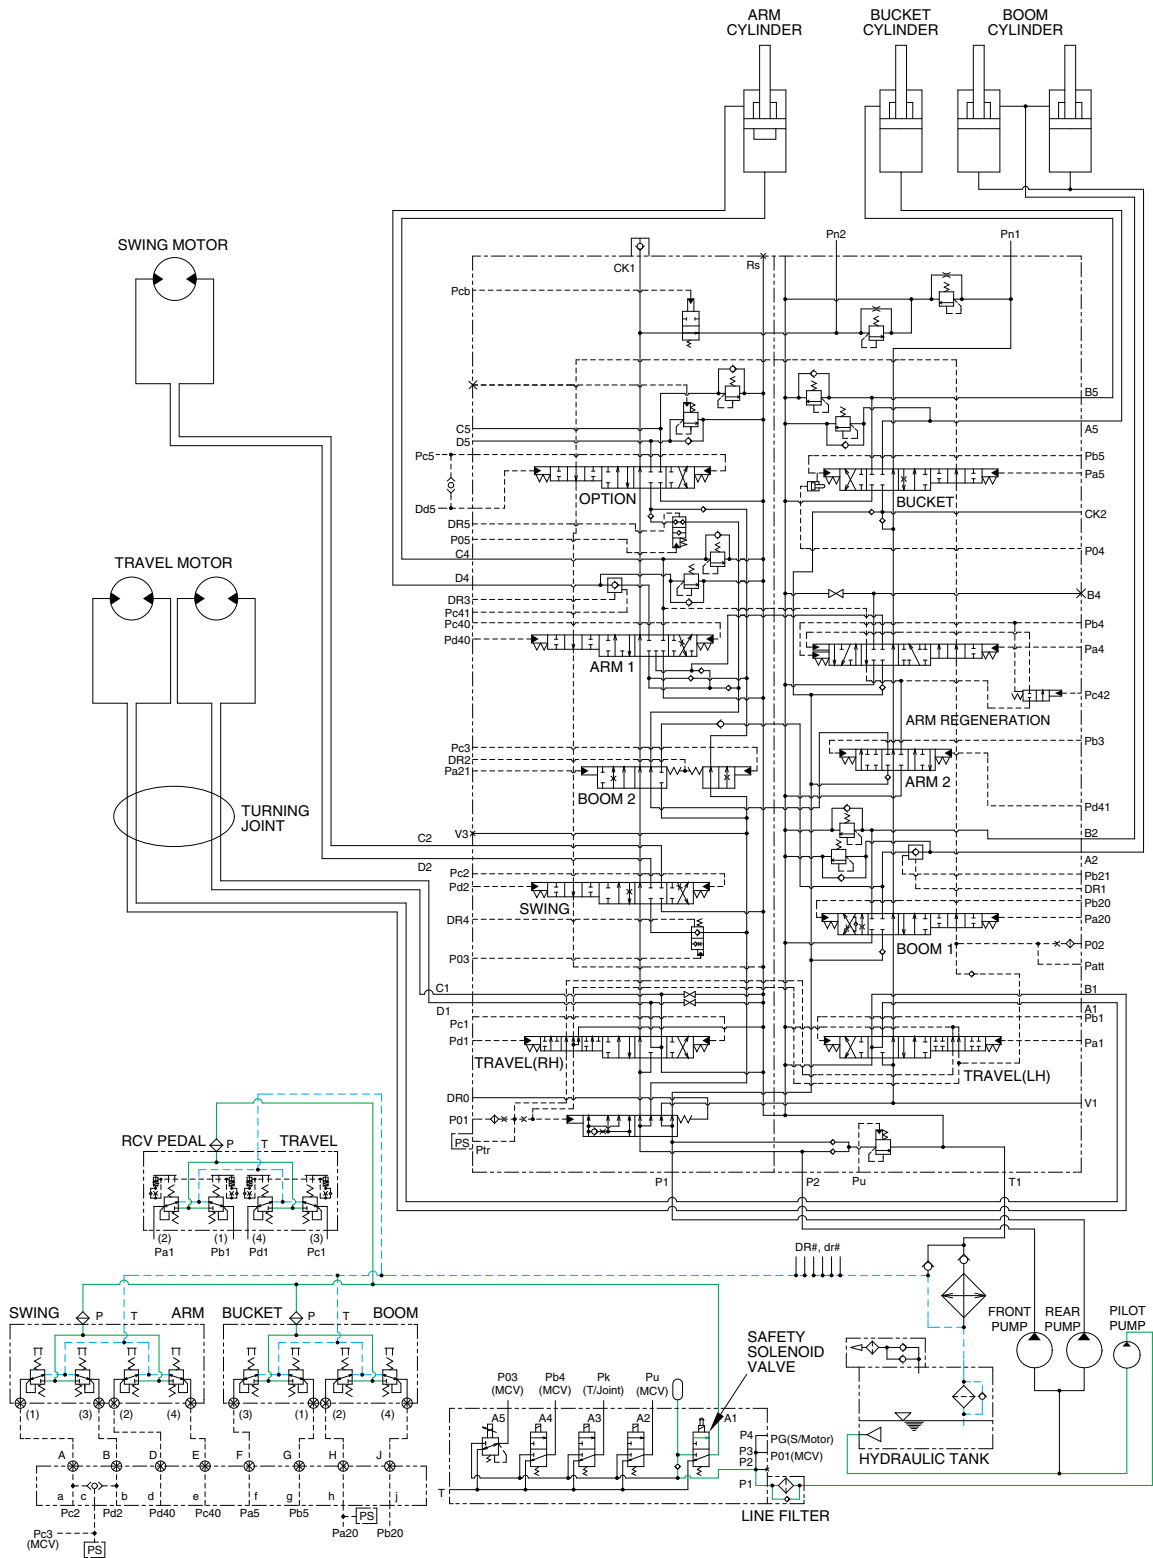 ARM
CYLINDER
BUCKET
CYLINDER
BOOM
CYLINDER
SWING MOTOR
Pn2
Pn1
CK1
Rs
Pcb
B5
C5
A5
D5
Pc5
Pb5
Pa5
OPTION
BUCKET
Dd5
CK2
DR5
P05
P04
C4
TRAVEL MOTOR
D4
B4
DR3
Pc41
Pc40
Pb4
Pd40
Pa4
ARM 1
Pc42
ARM REGENERATION
Pc3
Pb3
DR2
Pa21
ARM 2
BOOM 2
Pd41
TURNING
JOINT
C2
V3
B2
D2
A2
Pc2
Pb21
Pd2
DR1
SWING
Pb20
DR4
Pa20
BOOM 1
P02
P03
Patt
C1
B1
D1
A1
Pc1
Pb1
Pd1
Pa1
TRAVEL(RH)
TRAVEL(LH)
DR0
V1
P01
PS
Ptr
RCV PEDAL
P
T
TRAVEL
P1
P2
Pu
T1
(2)
(1)
(4)
(3)
Pa1
Pb1
Pd1
Pc1
DR#, dr#
SWING
P
T
ARM
BUCKET
P
T
BOOM
FRONT
PUMP
REAR
PUMP
PILOT
PUMP
SAFETY
SOLENOID
VALVE
P03
(MCV)
Pb4
(MCV)
Pk
(T/Joint)
Pu
(MCV)
(1)
(3)
(2)
(4)
(3)
(1)
(2)
(4)
A5
A4
A3
A2
A1
P4
PG(S/Motor)
P3
P01(MCV)
P2
HYDRAULIC TANK
A
B
D
E
F
G
H
J
P1
T
a
c
b
d
e
f
g
h
j
Pc2
Pd2
Pd40
Pc40
Pa5
Pb5
PS
Pa20
Pb20
LINE FILTER
Pc3
(MCV)
PS